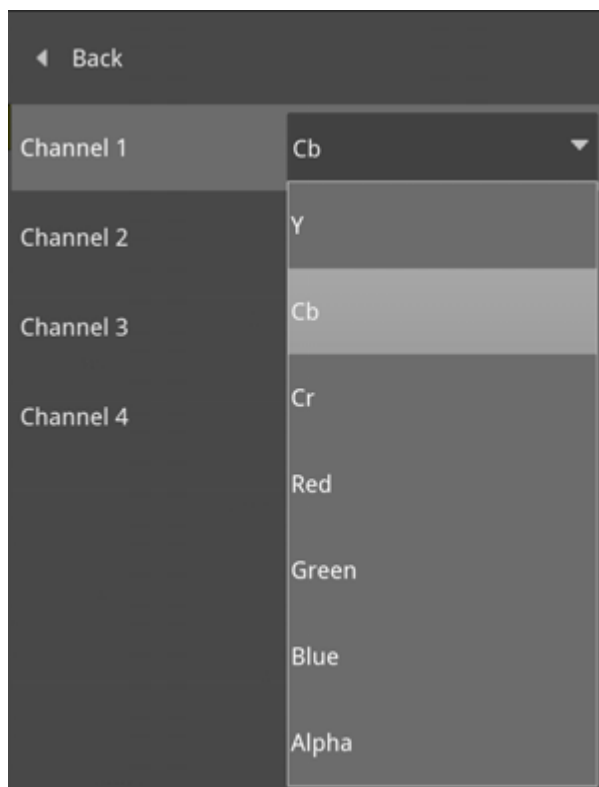 Back
Channel 1
Cb
Y
Channel 2
Cb
Channel 3
Cr
Channel 4
Red
Green
Blue
Alpha